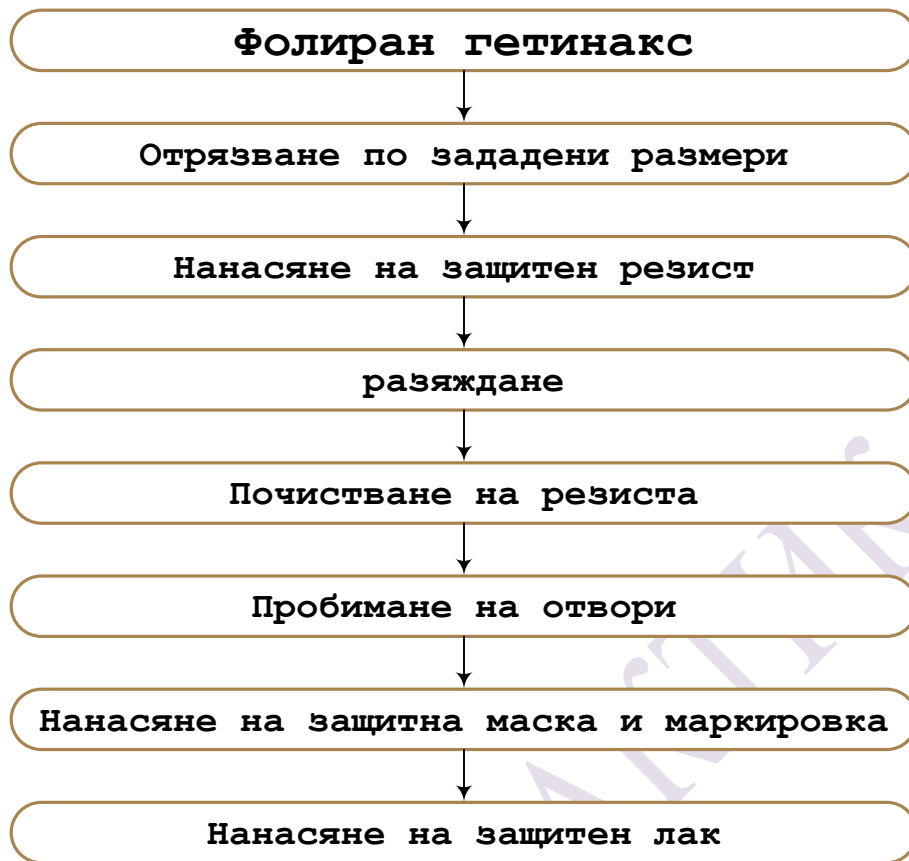 Фолиран гетинакс
Отрязване по зададени размери
Нанасяне на защитен резист
разяждане
Почистване на резиста
Пробимане на отвори
Нанасяне на защитна маска и маркировка
Нанасяне на защитен лак